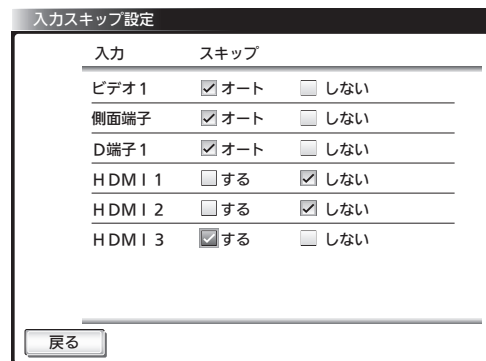 入力スキップ設定
入力 スキップ
ビデオ1 オート しない
側面端子 オート しない
D端子1 オート しない
HDMI1 する しない
HDMI2 する しない
HDMI3 する しない
戻る